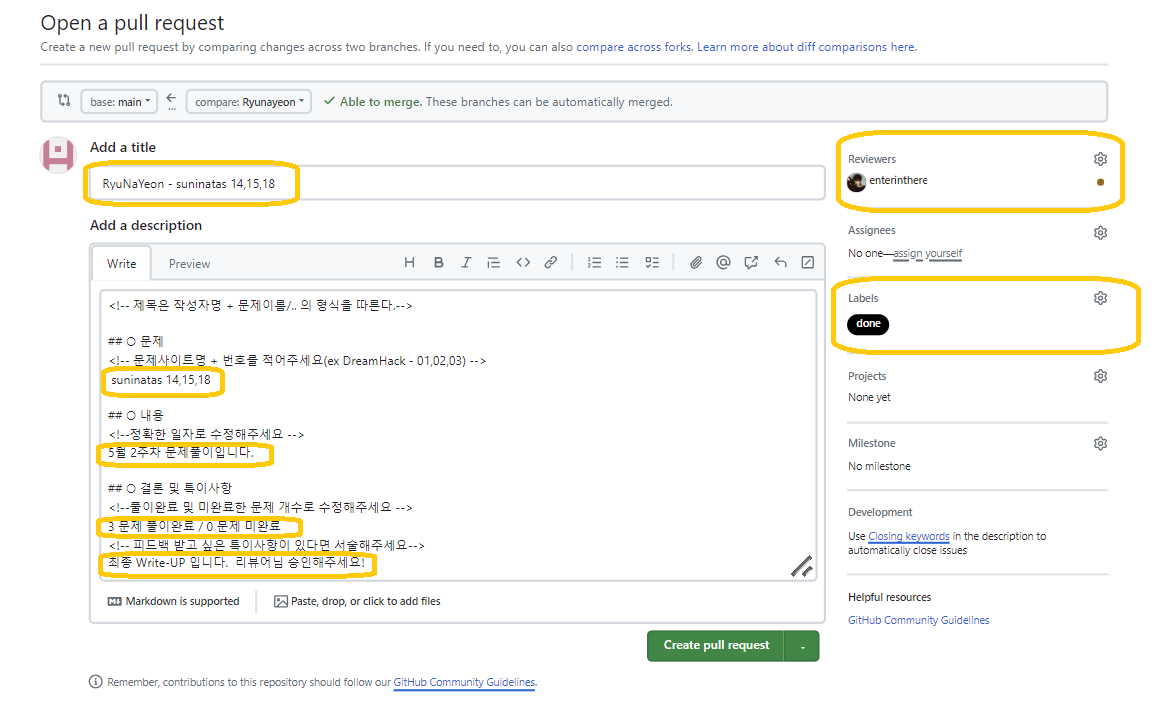 Open a pull request
Create a new pull request by comparing changes across two branches. If you need to, you can also compare across forks. Learn more about diff comparisons here.
base: main
compare: Ryunayeon
✓ Able to merge. These branches can be automatically merged.
Add a title
RyuNaYeon - suninatas 14,15,18
Add a description
Write
Preview
H B I
<!-- 제목은 작성자명 + 문제이름/.. 의 형식을 따른다.-->
## ○ 문제
<!-- 문제사이트명 + 번호를 적어주세요(ex DreamHack - 01,02,03) -->
suninatas 14,15,18
## ○ 내용
<!--정확한 일자로 수정해주세요 -->
5월 2주차 문제풀이입니다.
## ○ 결론 및 특이사항
<!--풀이완료 및 미완료한 문제 개수로 수정해주세요 -->
3 문제 풀이완료 / 0 문제 미완료
<!-- 피드백 받고 싶은 특이사항이 있다면 서술해주세요-->
최종 Write-UP 입니다. 리뷰어님 승인해주세요!
Markdown is supported
Paste, drop, or click to add files
Create pull request
Remember, contributions to this repository should follow our GitHub Community Guidelines.
Reviewers
enterinthere
Assignees
No one—assign yourself
Labels
done
Projects
None yet
Milestone
No milestone
Development
Use Closing keywords in the description to
automatically close issues
Helpful resources
GitHub Community Guidelines